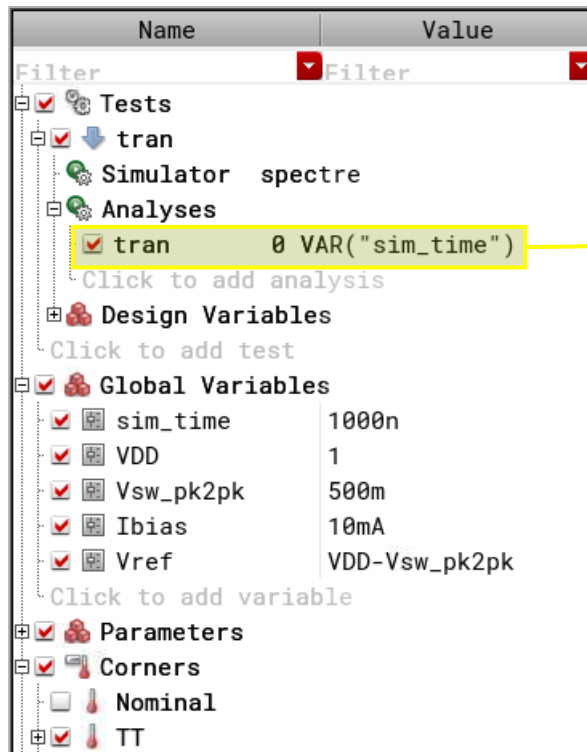 Name Value
Filter Filter
Tests
tran
Simulator spectre
Analyses
tran 0 VAR("sim_time")
Click to add analysis
Design Variables
Click to add test
Global Variables
sim_time 1000n
VDD 1
Vsw_pk2pk 500m
Ibias 10mA
Vref VDD-Vsw_pk2pk
Click to add variable
Parameters
Corners
Nominal
TT